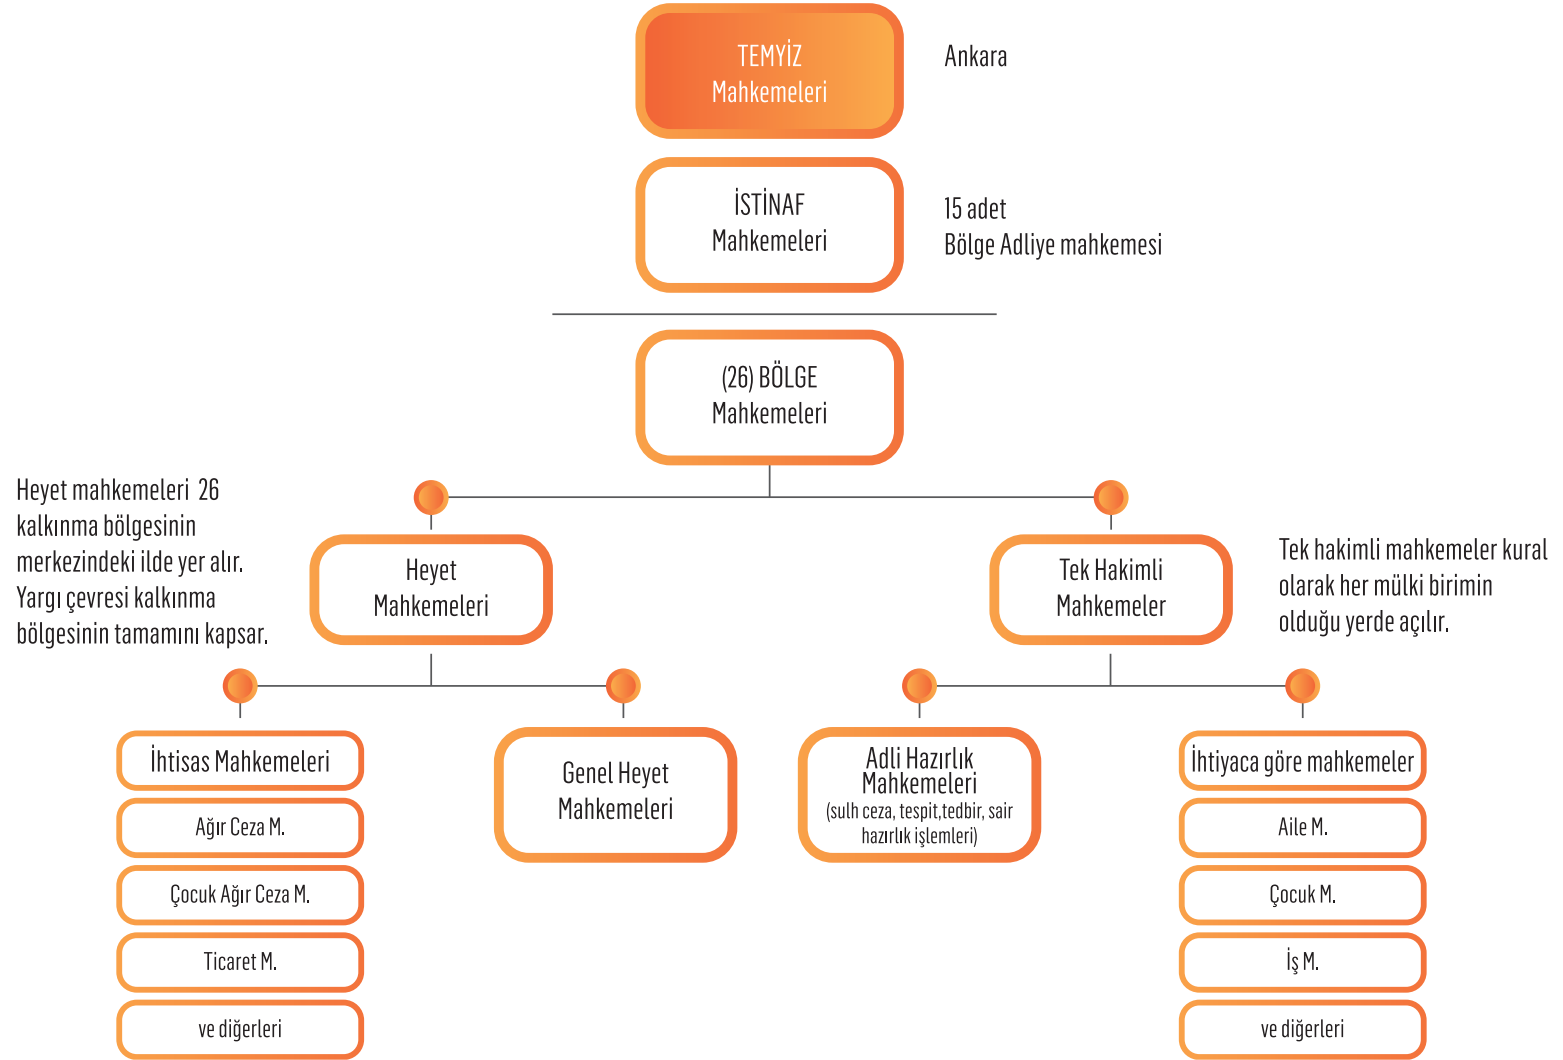 TEMYİZ
Mahkemeleri
Ankara
İSTİNAF
Mahkemeleri
15 adet
Bölge Adliye mahkemesi
(26) BÖLGE
Mahkemeleri
Heyet mahkemeleri 26
kalkınma bölgesinin
merkezindeki ilde yer alır.
Yargı çevresi kalkınma
bölgesinin tamamını kapsar.
Heyet
Mahkemeleri
Tek Hakimli
Mahkemeler
Tek hakimli mahkemeler kural
olarak her mülki birimin
olduğu yerde açılır.
İhtisas Mahkemeleri
Ağır Ceza M.
Çocuk Ağır Ceza M.
Ticaret M.
ve diğerleri
Genel Heyet
Mahkemeleri
Adli Hazırlık
Mahkemeleri
(sulh ceza, tespit,tedbir, sair
hazırlık işlemleri)
İhtiyaca göre mahkemeler
Aile M.
Çocuk M.
İş M.
ve diğerleri